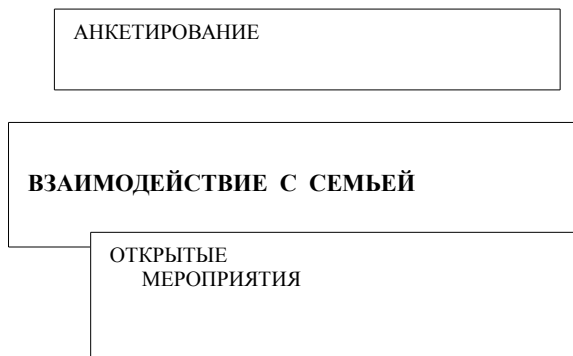 АНКЕТИРОВАНИЕ
ВЗАИМОДЕЙСТВИЕ С СЕМЬЕЙ
ОТКРЫТЫЕ
МЕРОПРИЯТИЯ